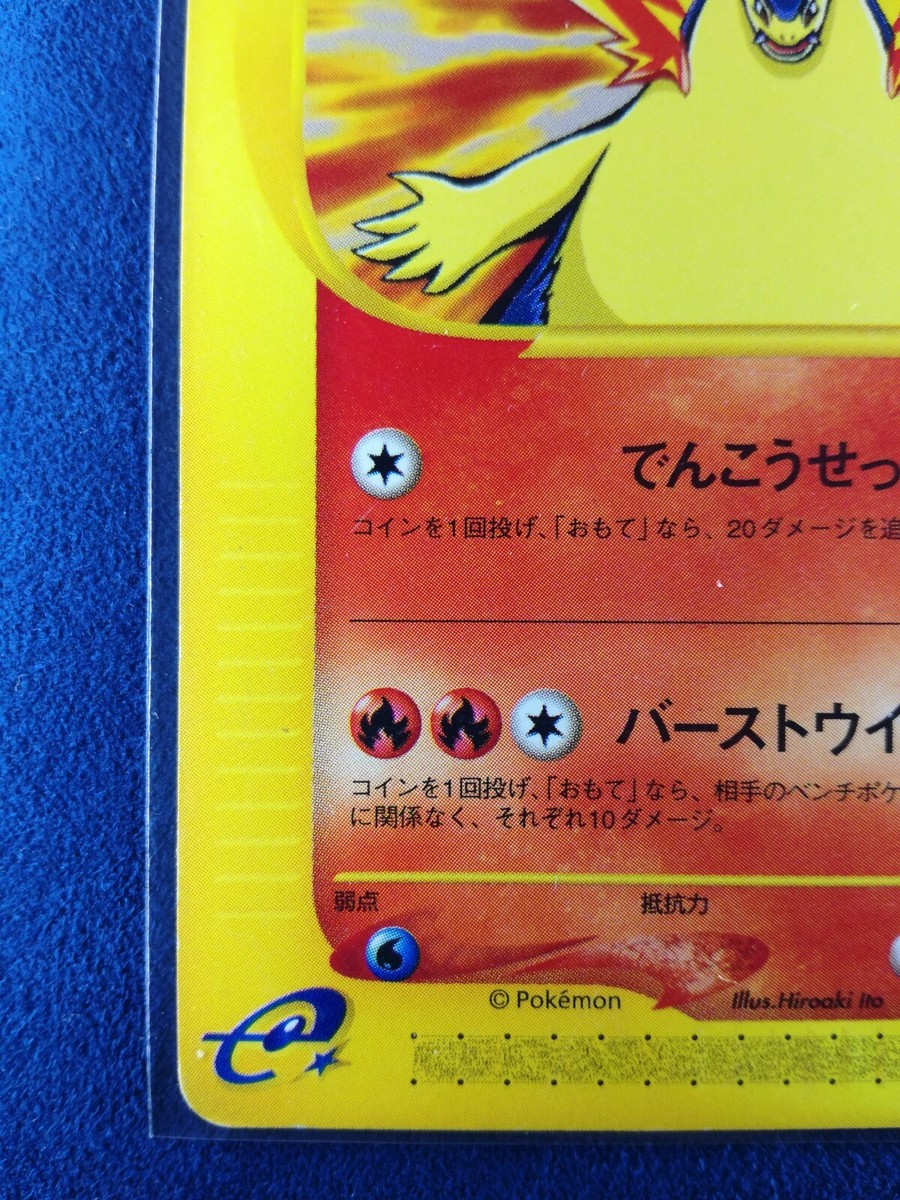 でんこうせっ
コインを1回投げ、「おもて」なら、20ダメージを追
バーストウイ
コインを1回投げ、「おもて」なら、相手のベンチポケ
に関係なく、それぞれ10ダメージ。
弱点 抵抗力
© Pokémon Illus.Hiroaki Ito
e